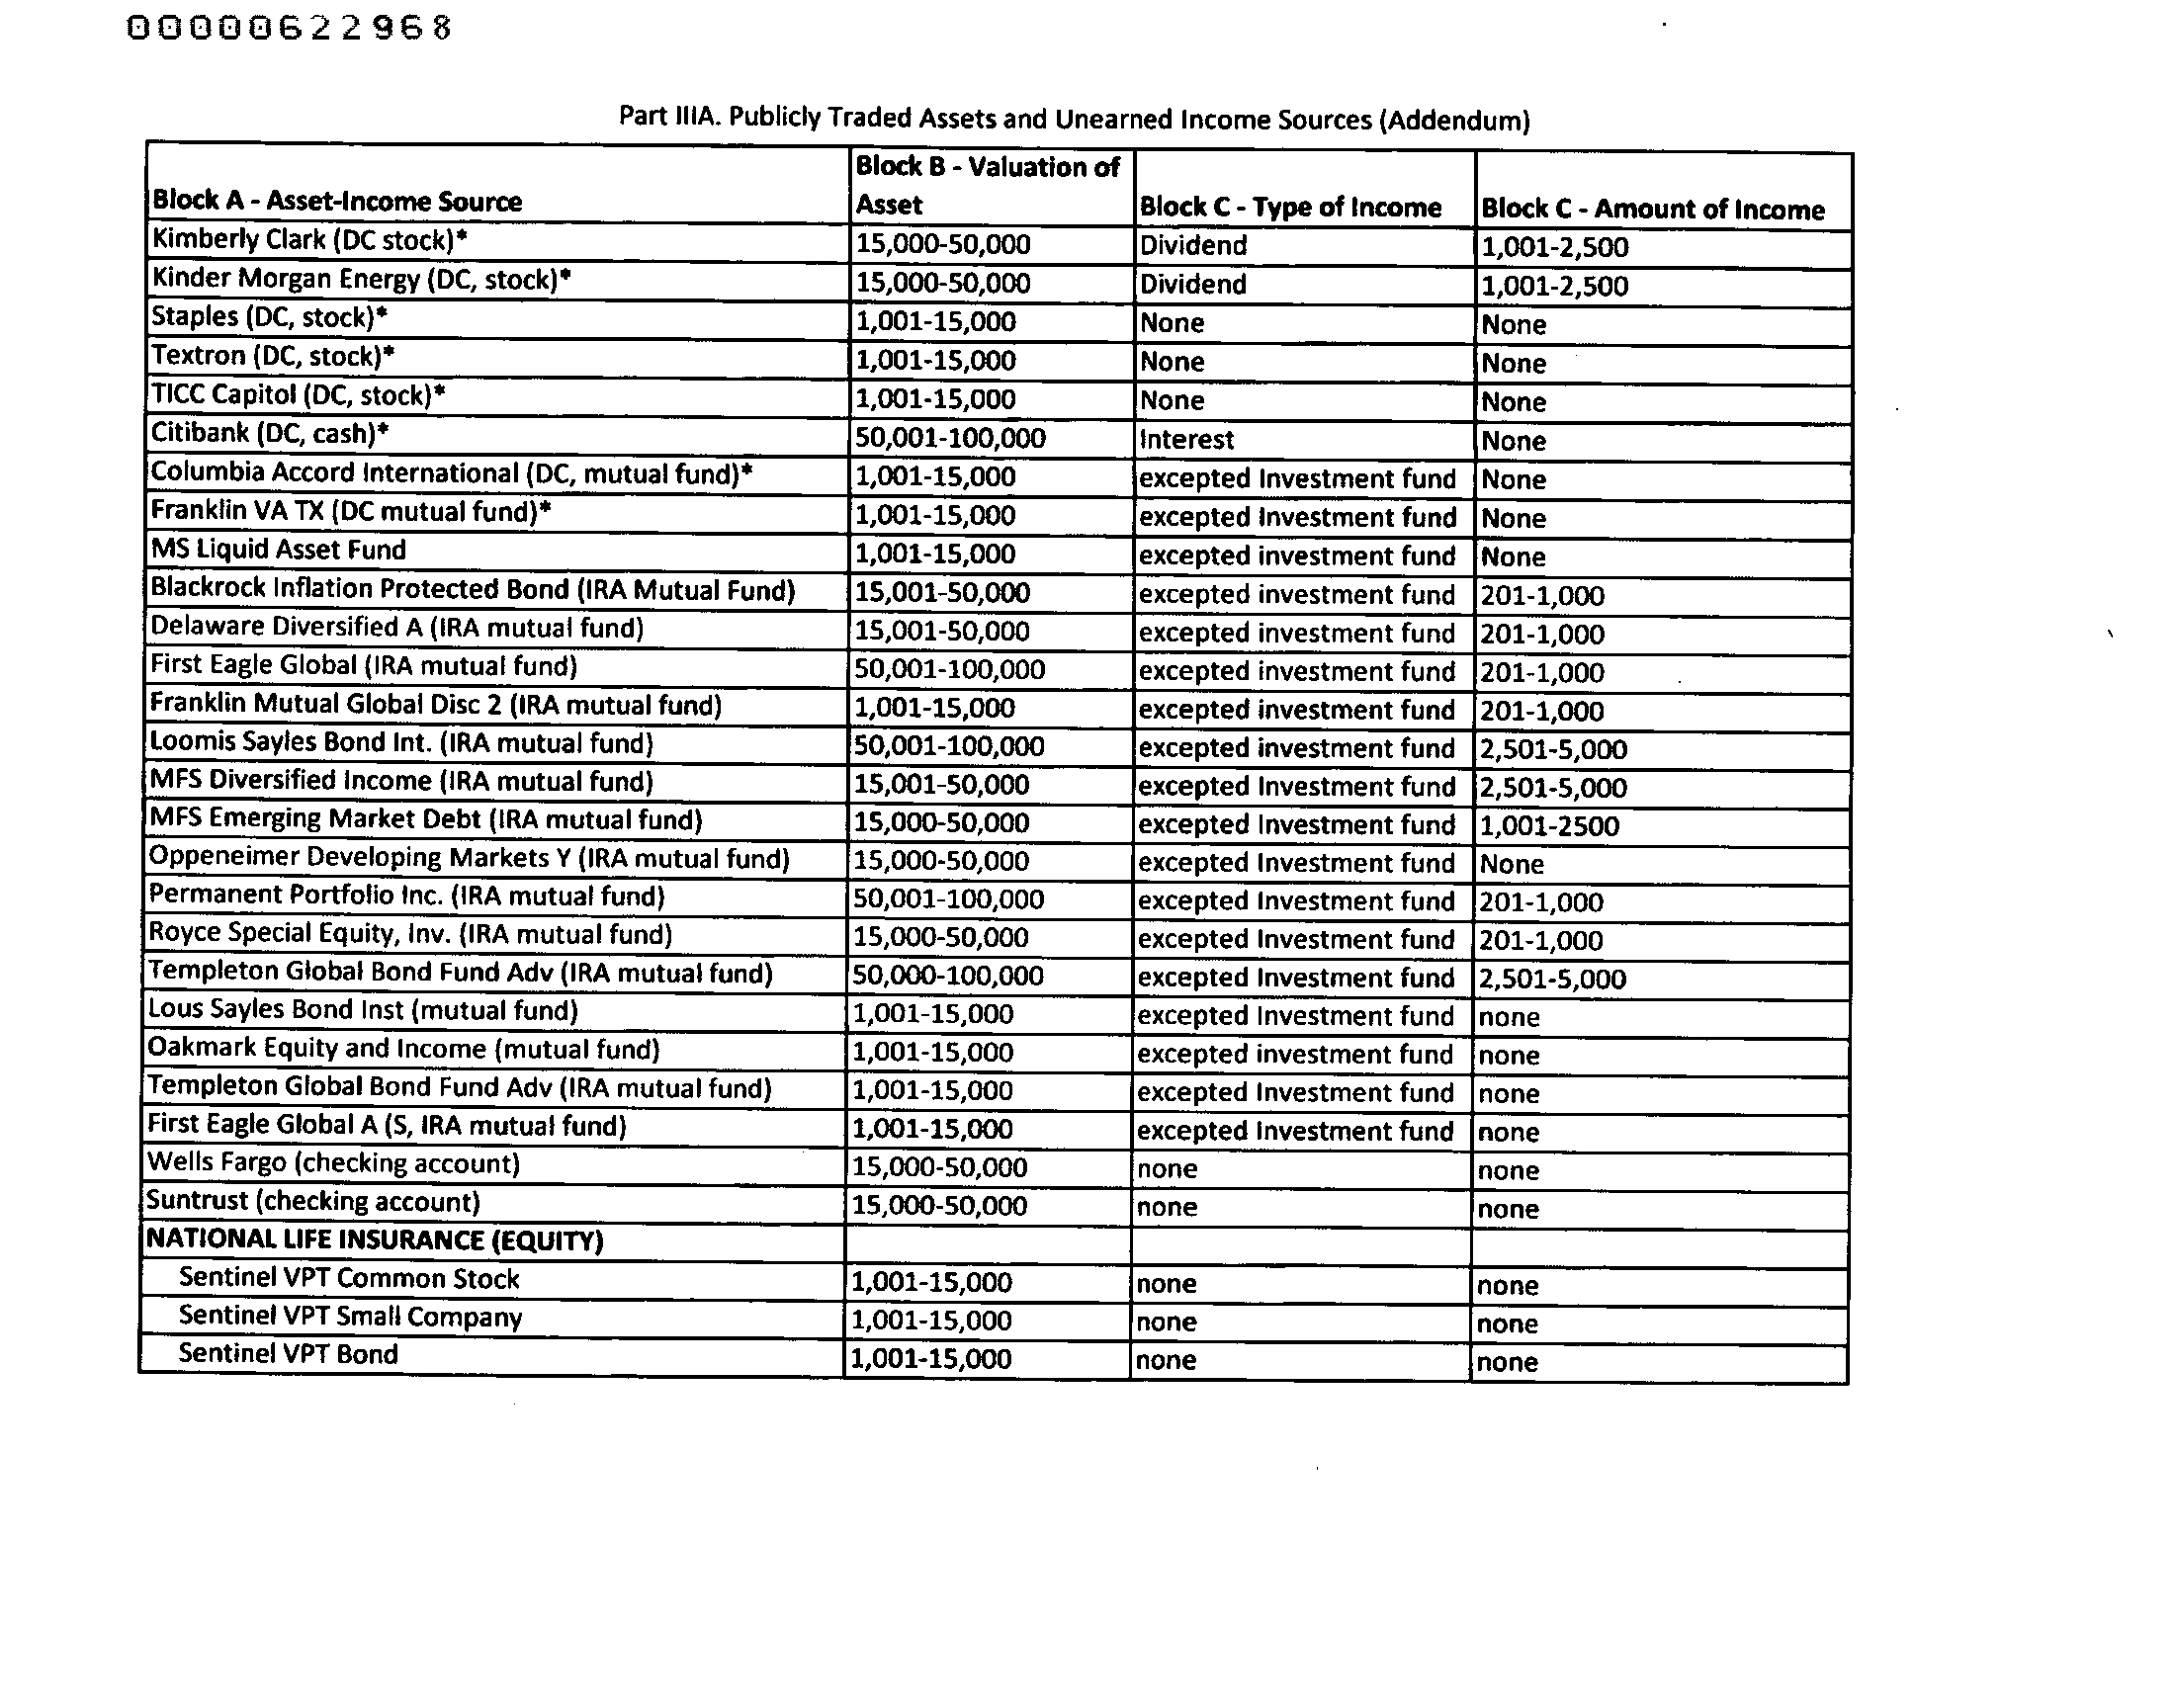 00000622968
Part IIIA. Publicly Traded Assets and Unearned Income Sources (Addendum)
Block A - Asset-Income Source Block B - Valuation of Asset Block C - Type of Income Block C - Amount of Income
Kimberly Clark (DC stock)* 15,000-50,000 Dividend 1,001-2,500
Kinder Morgan Energy (DC, stock)* 15,000-50,000 Dividend 1,001-2,500
Staples (DC, stock)* 1,001-15,000 None None
Textron (DC, stock)* 1,001-15,000 None None
TICC Capitol (DC, stock)* 1,001-15,000 None None
Citibank (DC, cash)* 50,001-100,000 Interest None
Columbia Accord International (DC, mutual fund)* 1,001-15,000 excepted Investment fund None
Franklin VA TX (DC mutual fund)* 1,001-15,000 excepted Investment fund None
MS Liquid Asset Fund 1,001-15,000 excepted investment fund None
Blackrock Inflation Protected Bond (IRA Mutual Fund) 15,001-50,000 excepted investment fund 201-1,000
Delaware Diversified A (IRA mutual fund) 15,001-50,000 excepted investment fund 201-1,000
First Eagle Global (IRA mutual fund) 50,001-100,000 excepted investment fund 201-1,000
Franklin Mutual Global Disc 2 (IRA mutual fund) 1,001-15,000 excepted investment fund 201-1,000
Loomis Sayles Bond Int. (IRA mutual fund) 50,001-100,000 excepted investment fund 2,501-5,000
MFS Diversified Income (IRA mutual fund) 15,001-50,000 excepted Investment fund 2,501-5,000
MFS Emerging Market Debt (IRA mutual fund) 15,000-50,000 excepted Investment fund 1,001-2500
Oppeneimer Developing Markets Y (IRA mutual fund) 15,000-50,000 excepted Investment fund None
Permanent Portfolio Inc. (IRA mutual fund) 50,001-100,000 excepted Investment fund 201-1,000
Royce Special Equity, Inv. (IRA mutual fund) 15,000-50,000 excepted Investment fund 201-1,000
Templeton Global Bond Fund Adv (IRA mutual fund) 50,000-100,000 excepted Investment fund 2,501-5,000
Lous Sayles Bond Inst (mutual fund) 1,001-15,000 excepted Investment fund none
Oakmark Equity and Income (mutual fund) 1,001-15,000 excepted investment fund none
Templeton Global Bond Fund Adv (IRA mutual fund) 1,001-15,000 excepted Investment fund none
First Eagle Global A (S, IRA mutual fund) 1,001-15,000 excepted Investment fund none
Wells Fargo (checking account) 15,000-50,000 none none
Suntrust (checking account) 15,000-50,000 none none
NATIONAL LIFE INSURANCE (EQUITY)
Sentinel VPT Common Stock 1,001-15,000 none none
Sentinel VPT Small Company 1,001-15,000 none none
Sentinel VPT Bond 1,001-15,000 none none